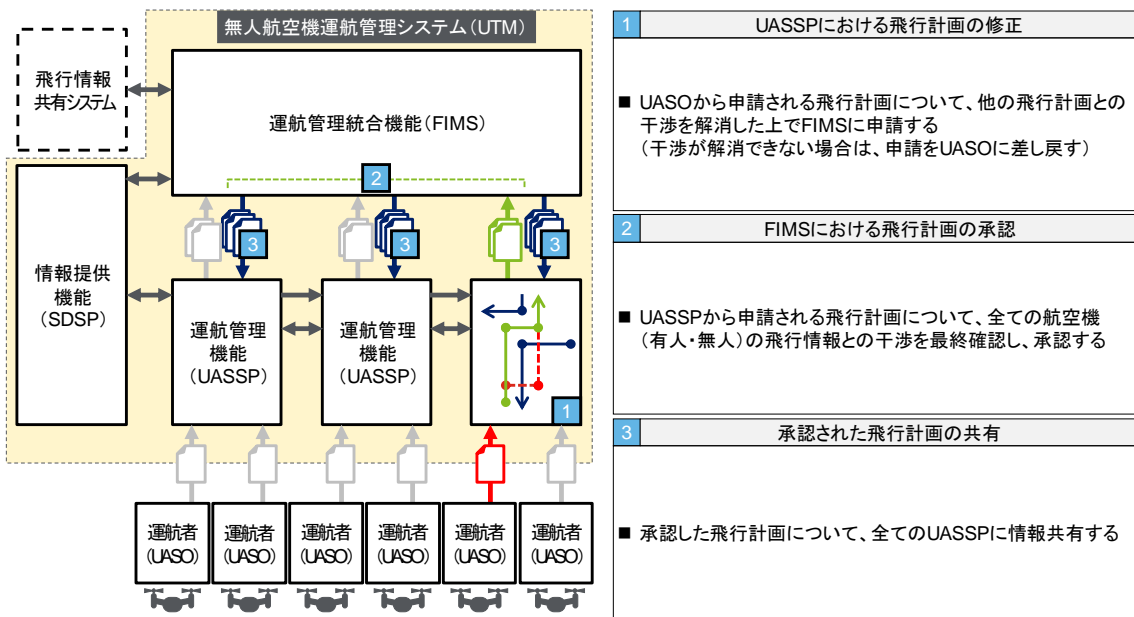 無人航空機運航管理システム(UTM)
飛行情報
共有システム
運航管理統合機能(FIMS)
2
3
3
3
情報提供
機能
(SDSP)
運航管理
機能
(UASSP)
運航管理
機能
(UASSP)
1
運航者
(UASO)
運航者
(UASO)
運航者
(UASO)
運航者
(UASO)
運航者
(UASO)
運航者
(UASO)
1 UASSPにおける飛行計画の修正
■ UASOから申請される飛行計画について、他の飛行計画との
干渉を解消した上でFIMSに申請する
(干渉が解消できない場合は、申請をUASOに差し戻す)
2 FIMSにおける飛行計画の承認
■ UASSPから申請される飛行計画について、全ての航空機
(有人・無人)の飛行情報との干渉を最終確認し、承認する
3 承認された飛行計画の共有
■ 承認した飛行計画について、全てのUASSPに情報共有する